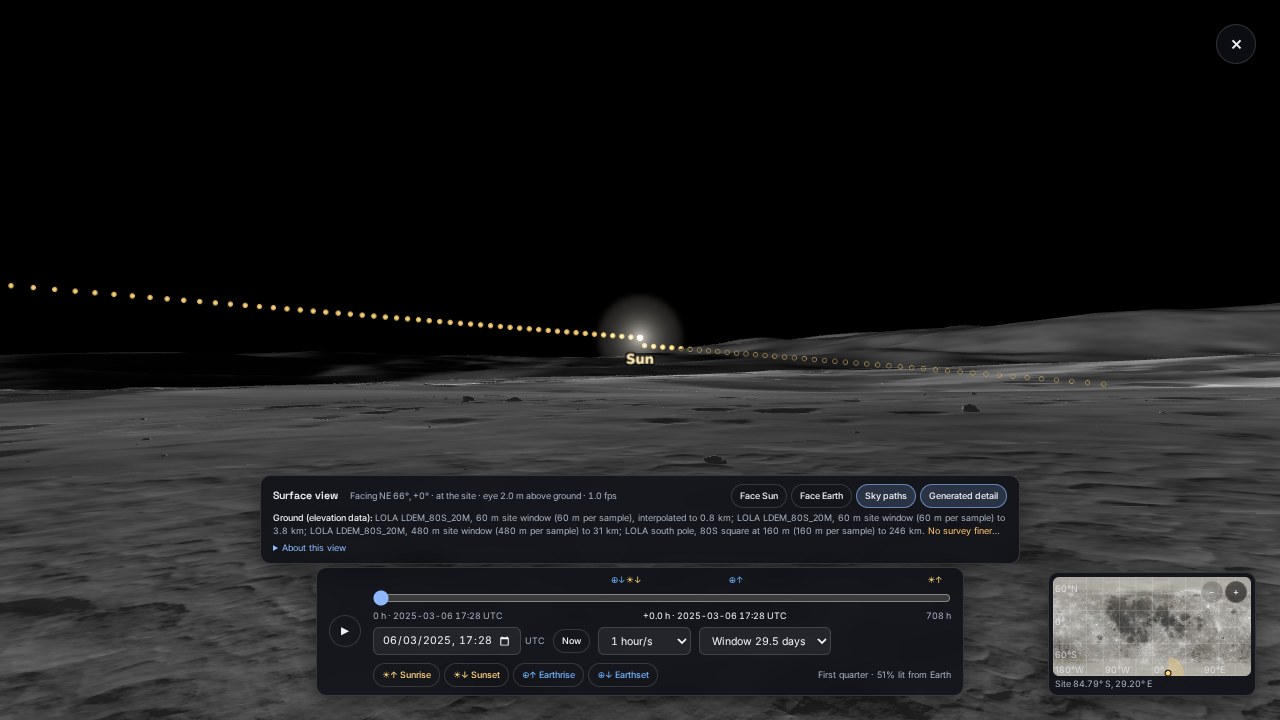 ×
Sun
Surface view Facing NE 66°, +0° · at the site · eye 2.0 m above ground · 1.0 fps Face Sun Face Earth Sky paths Generated detail
Ground (elevation data): LOLA LDEM_80S_20M, 60 m site window (60 m per sample), interpolated to 0.8 km; LOLA LDEM_80S_20M, 60 m site window (60 m per sample) to
3.8 km; LOLA LDEM_80S_20M, 480 m site window (480 m per sample) to 31 km; LOLA south pole, 80S square at 160 m (160 m per sample) to 246 km. No survey finer...
▸ About this view
⊕↓☀↓ ⊕↑ ☀↑
0 h · 2025-03-06 17:28 UTC +0.0 h · 2025-03-06 17:28 UTC 708 h
06/03/2025, 17:28 UTC Now 1 hour/s Window 29.5 days
☀↑ Sunrise ☀↓ Sunset ⊕↑ Earthrise ⊕↓ Earthset First quarter · 51% lit from Earth
60°N − +
0°
60°S
180°W 90°W 0° 90°E
Site 84.79° S, 29.20° E